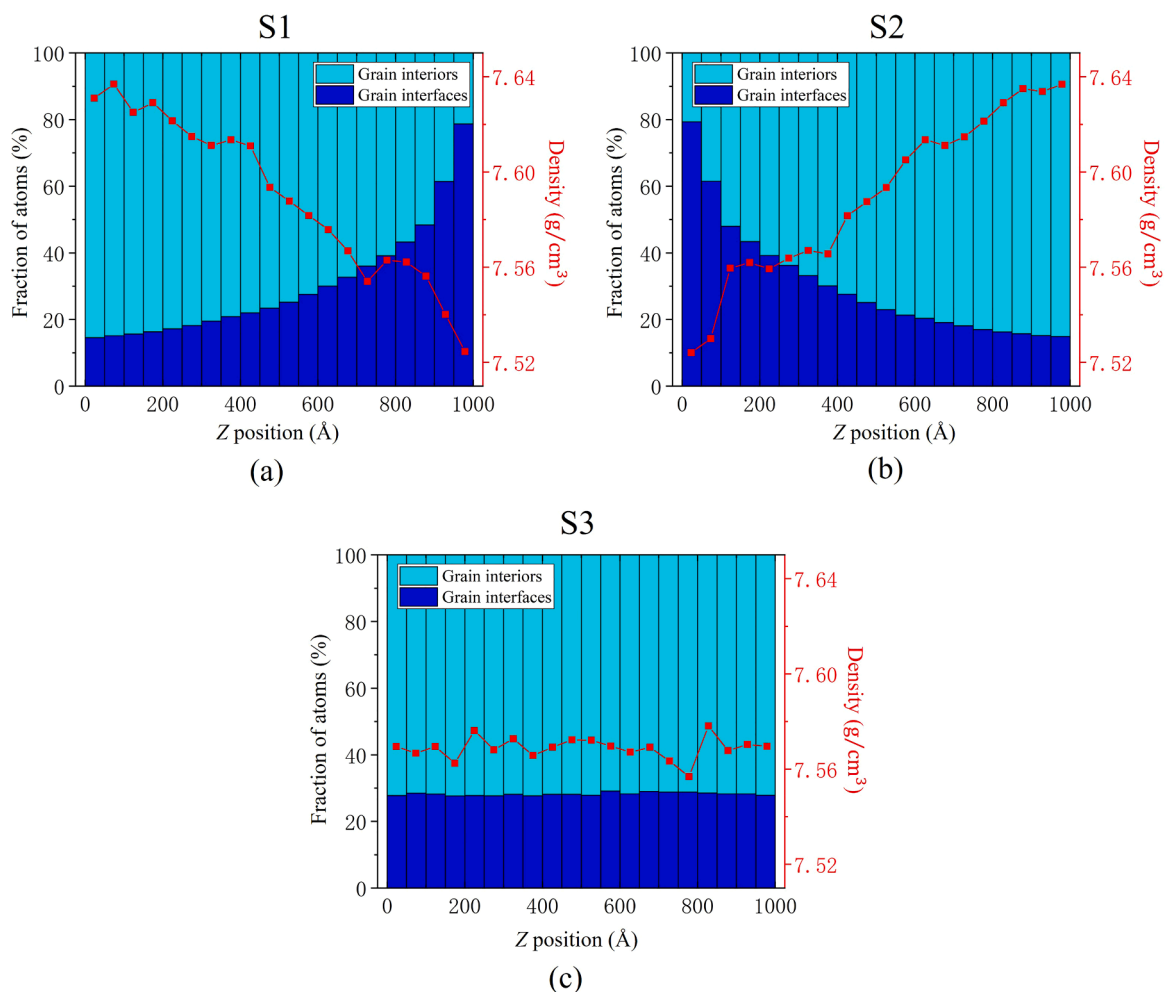 S1
Grain interiors
Grain interfaces
Fraction of atoms (%)
100
80
60
40
20
0
7.64
7.60
7.56
7.52
Density (g/cm³)
0 200 400 600 800 1000
Z position (Å)
(a)
S2
Grain interiors
Grain interfaces
Fraction of atoms (%)
100
80
60
40
20
0
7.64
7.60
7.56
7.52
Density (g/cm³)
0 200 400 600 800 1000
Z position (Å)
(b)
S3
Grain interiors
Grain interfaces
Fraction of atoms (%)
100
80
60
40
20
0
7.64
7.60
7.56
7.52
Density (g/cm³)
0 200 400 600 800 1000
Z position (Å)
(c)